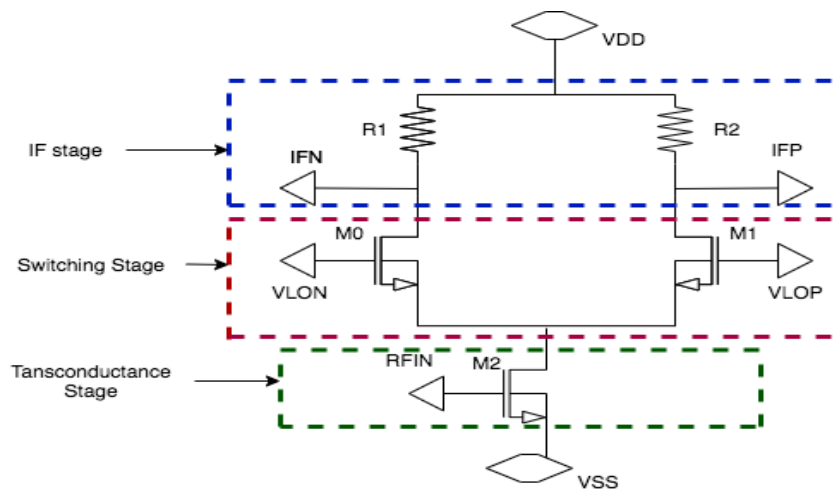 VDD
R1
R2
IF stage
IFN
IFP
M0
M1
Switching Stage
VLON
VLOP
RFIN
M2
Tansconductance
Stage
VSS